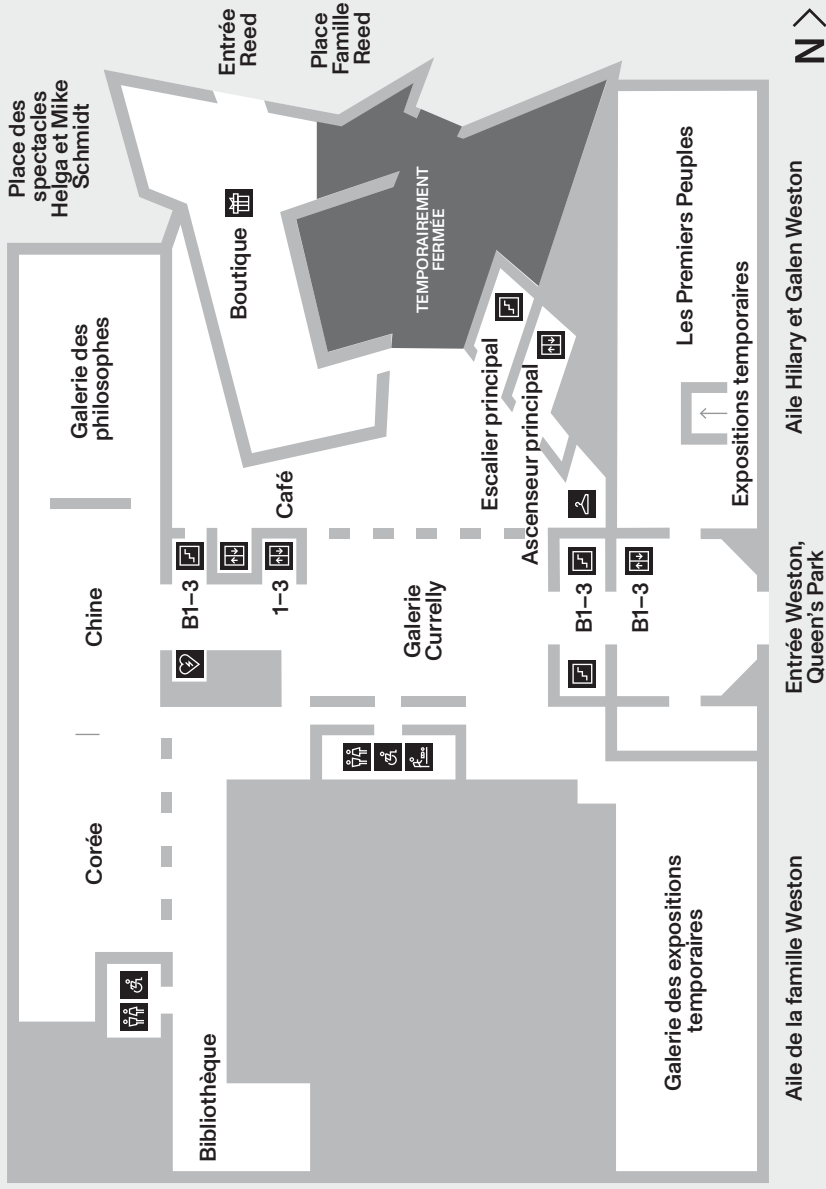 Place des
spectacles
Helga et Mike
Schmidt
Entrée
Reed
Place
Famille
Reed
N
Galerie des
philosophes
Boutique
TEMPORAIREMENT
FERMÉE
Les Premiers Peuples
Expositions temporaires
Aile Hilary et Galen Weston
Escalier principal
Ascenseur principal
Café
Chine
B1–3
1–3
Galerie
Currelly
B1–3
B1–3
Entrée Weston,
Queen's Park
Corée
Bibliothèque
Galerie des expositions
temporaires
Aile de la famille Weston